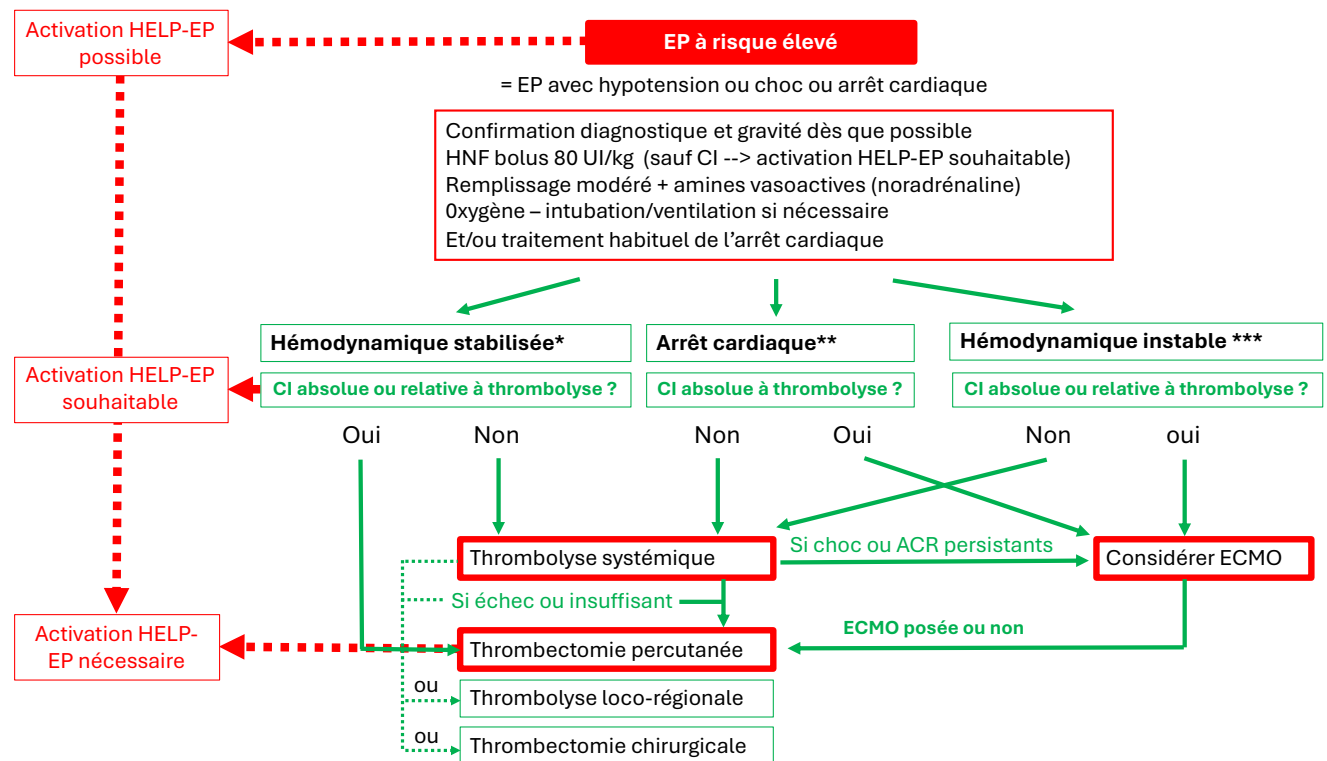 Activation HELP-EP
possible
EP à risque élevé
= EP avec hypotension ou choc ou arrêt cardiaque
Confirmation diagnostique et gravité dès que possible
HNF bolus 80 UI/kg  (sauf CI --> activation HELP-EP souhaitable)
Remplissage modéré + amines vasoactives (noradrénaline)
0xygène – intubation/ventilation si nécessaire
Et/ou traitement habituel de l’arrêt cardiaque
Hémodynamique stabilisée*
Arrêt cardiaque**
Hémodynamique instable ***
Activation HELP-EP
souhaitable
CI absolue ou relative à thrombolyse ?
CI absolue à thrombolyse ?
CI absolue ou relative à thrombolyse ?
Oui
Non
Non
Oui
Non
oui
Thrombolyse systémique
Si choc ou ACR persistants
Considérer ECMO
Si échec ou insuffisant
Activation HELP-
EP nécessaire
Thrombectomie percutanée
ECMO posée ou non
ou
Thrombolyse loco-régionale
ou
Thrombectomie chirurgicale